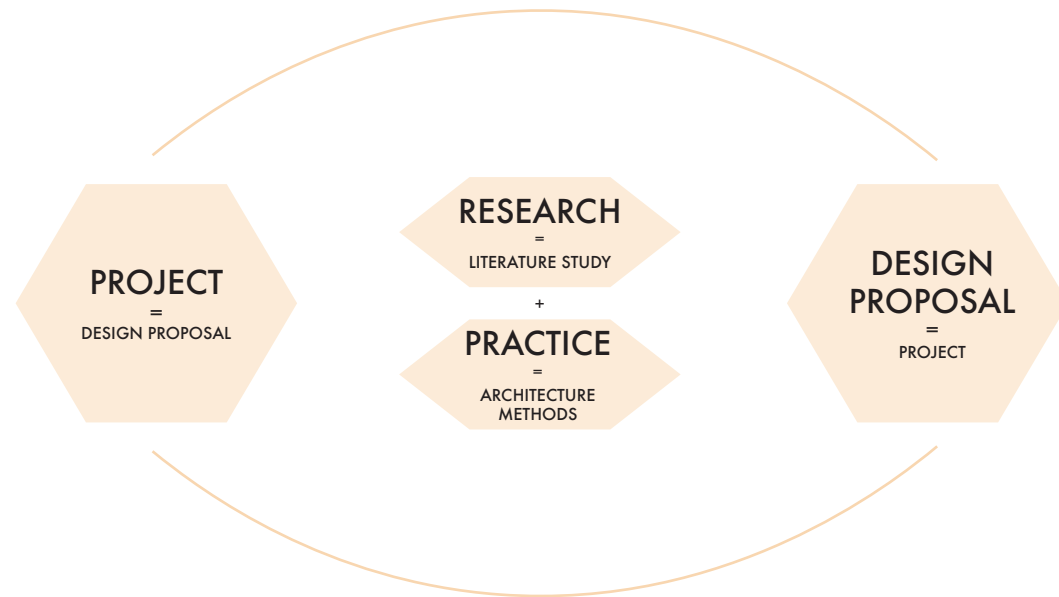 PROJECT
=
DESIGN PROPOSAL
RESEARCH
=
LITERATURE STUDY
+
PRACTICE
=
ARCHITECTURE
METHODS
DESIGN
PROPOSAL
=
PROJECT